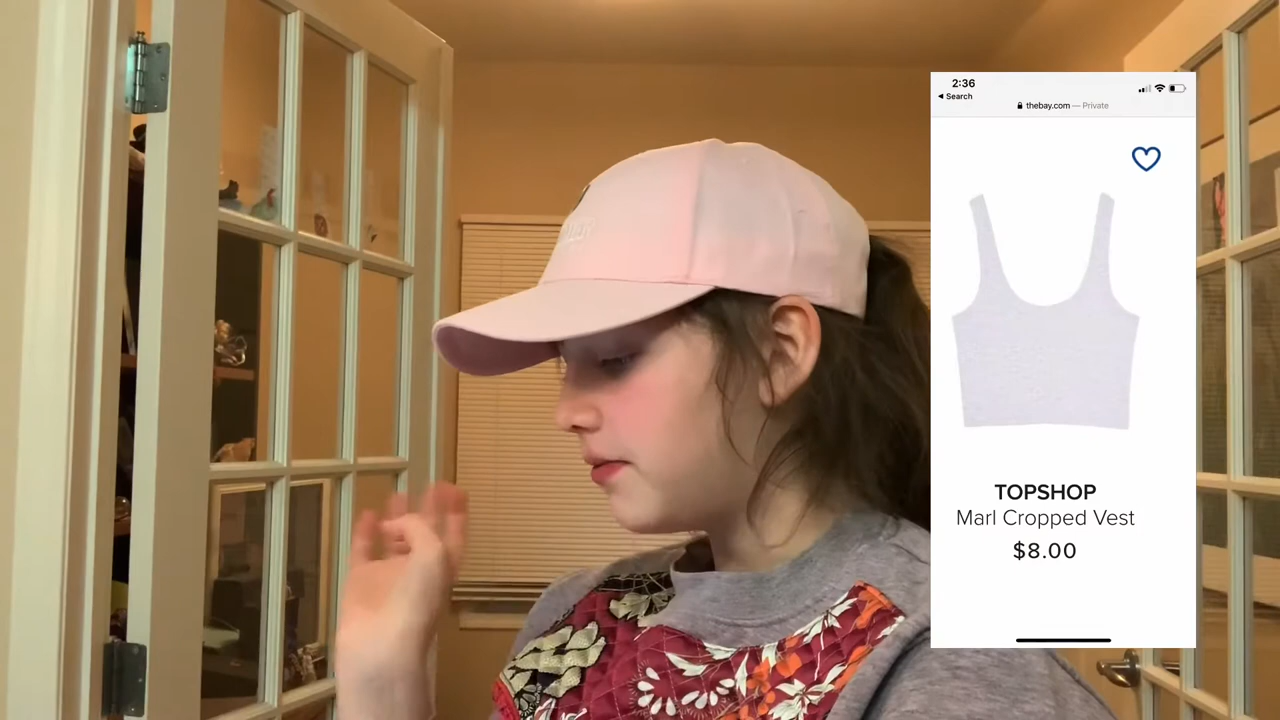 2:36
◀ Search
thebay.com — Private
TOPSHOP
Marl Cropped Vest
$8.00